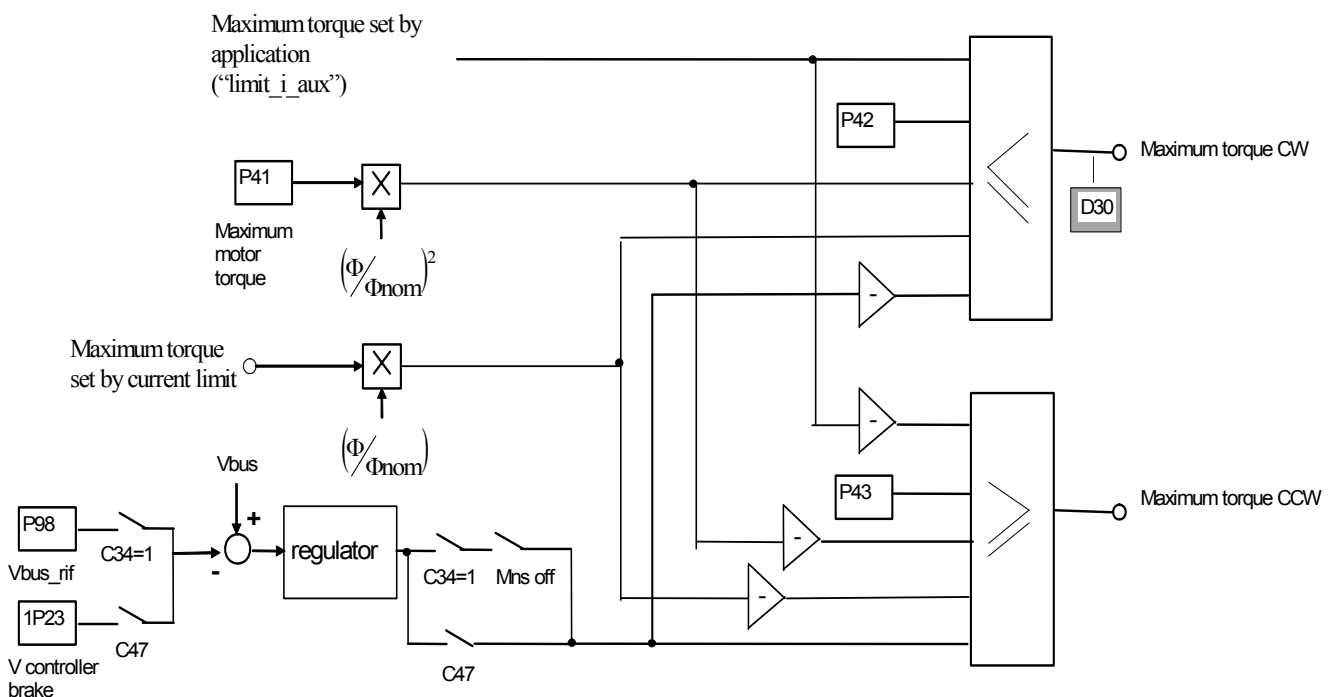 Maximum torque set by
application
(“limit_i_aux”)
P42
Maximum torque CW
D30
P41
X
Maximum
motor
torque
(Φ/Φnom)²
-
Maximum torque
set by current limit
X
(Φ/Φnom)
-
P43
Maximum torque CCW
-
-
Vbus
+
-
P98
Vbus_rif
C34=1
regulator
C34=1
Mns off
1P23
V controller
brake
C47
C47